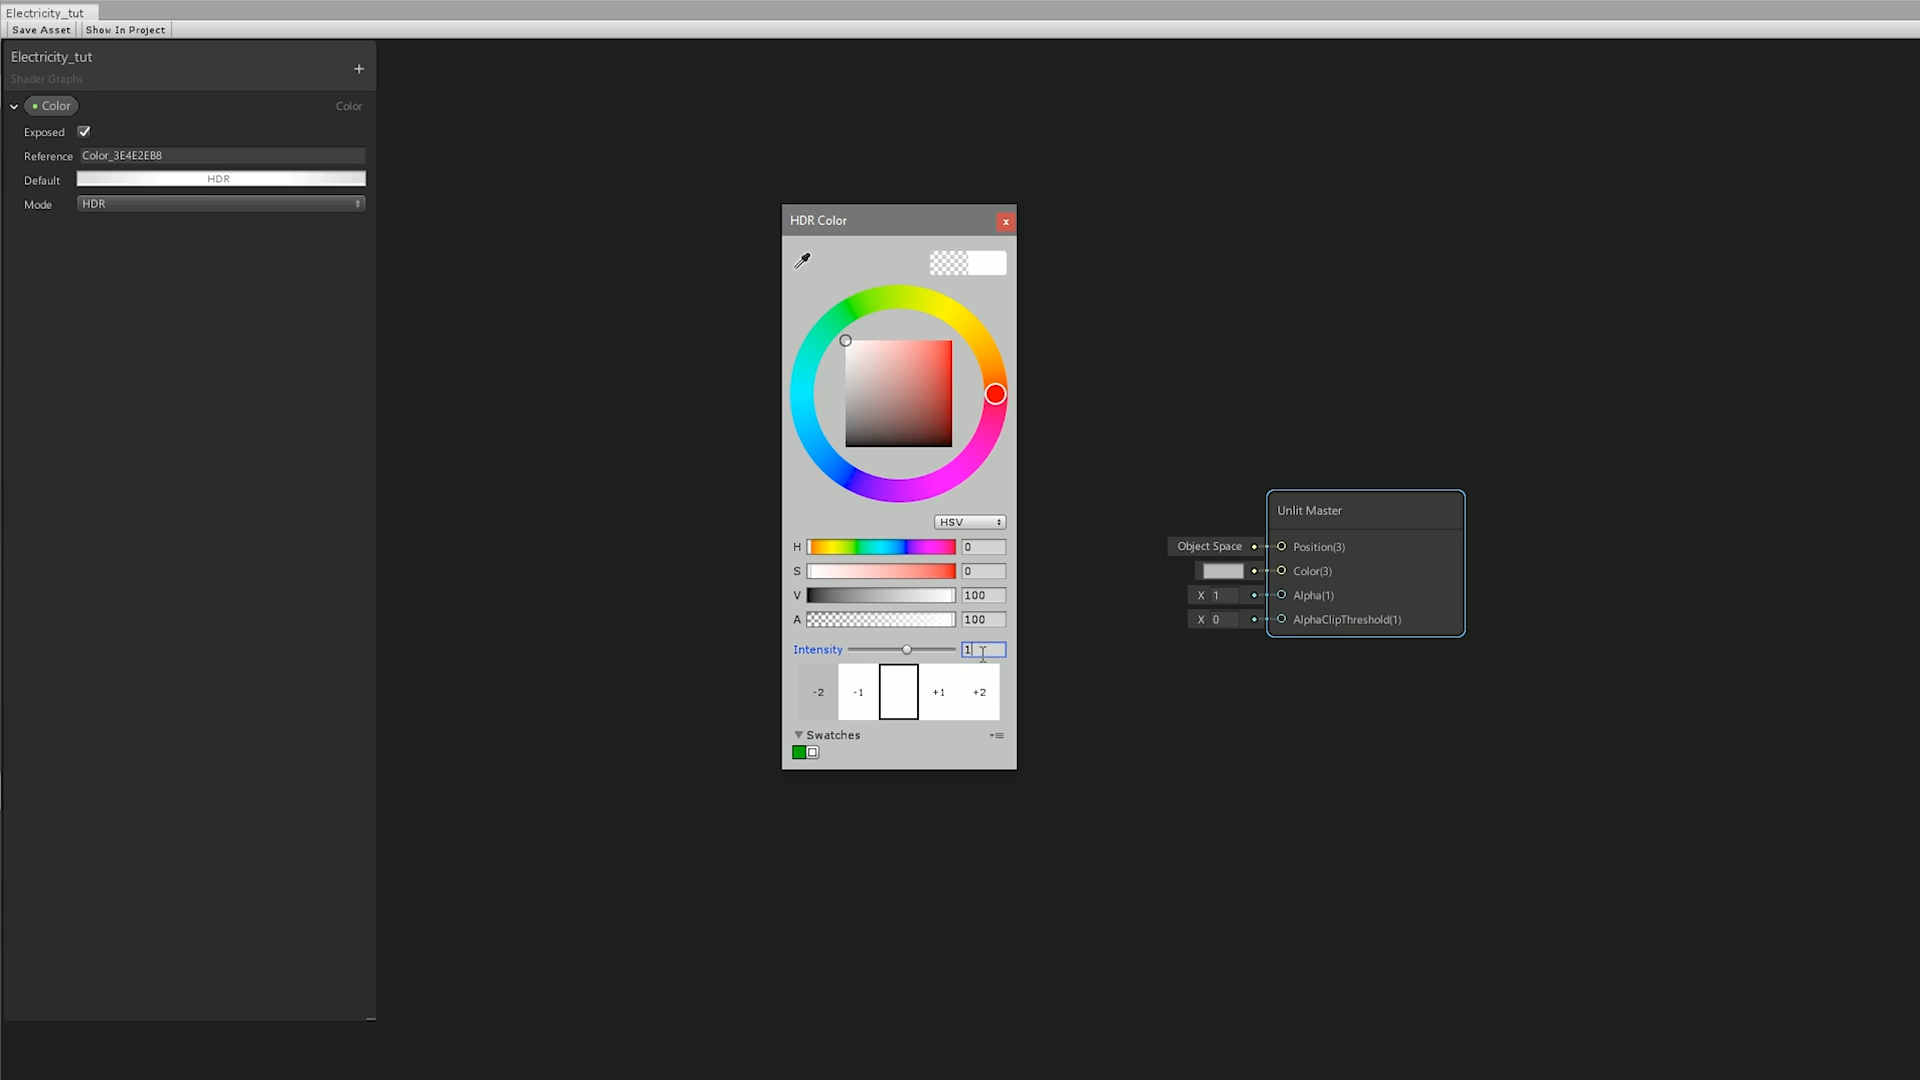 Electricity_tut
Save Asset Show In Project
Electricity_tut
Shader Graphs
Color Color
Exposed
Reference Color_3E4E2EB8
Default HDR
Mode HDR
HDR Color x
HSV
H 0
S 0
V 100
A 100
Intensity 1
-2 -1 +1 +2
Swatches
Unlit Master
Object Space Position(3)
Color(3)
X 1 Alpha(1)
X 0 AlphaClipThreshold(1)